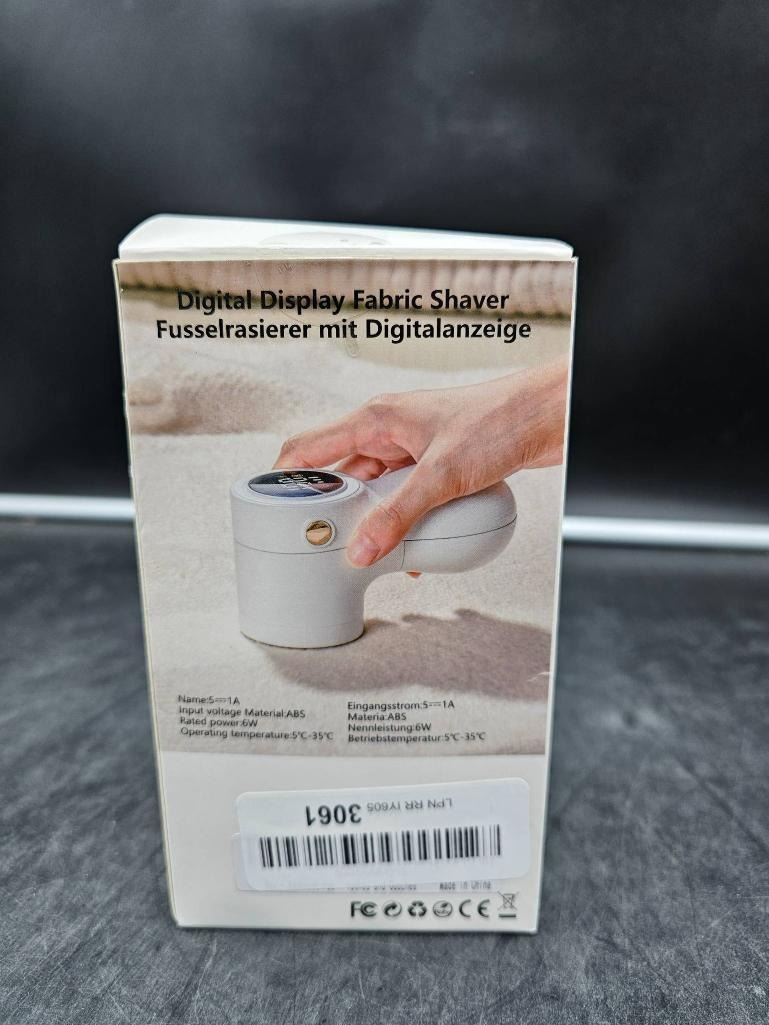 Digital Display Fabric Shaver
Fusselrasierer mit Digitalanzeige
Name:5⎓1A
Input voltage Material:ABS
Rated power:6W
Operating temperature:5℃-35℃
Eingangsstrom:5⎓1A
Materia:ABS
Nennleistung:6W
Betriebstemperatur:5℃-35℃
LPN RR IY605 3061
Made in China
FC CE